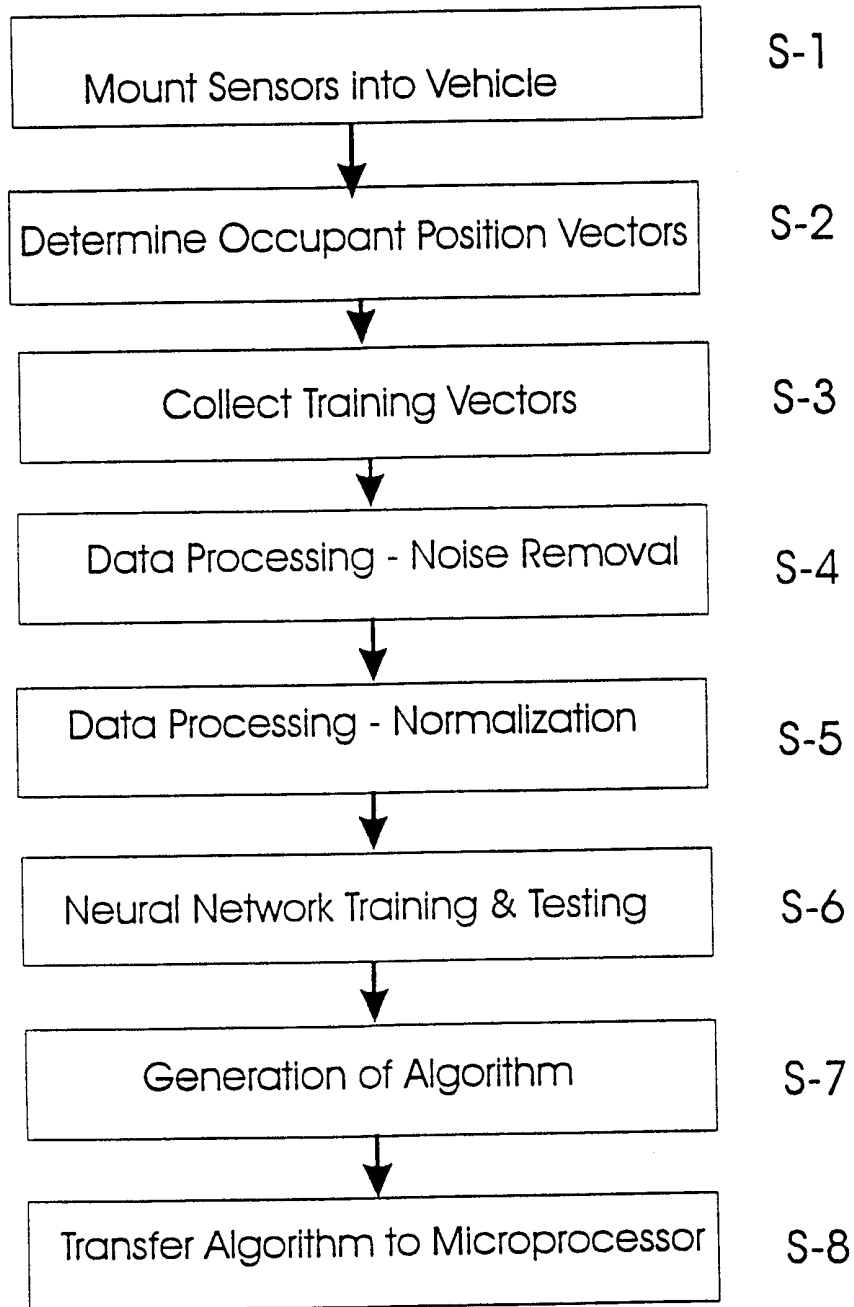 Mount Sensors into Vehicle
S-1
Determine Occupant Position Vectors
S-2
Collect Training Vectors
S-3
Data Processing - Noise Removal
S-4
Data Processing - Normalization
S-5
Neural Network Training & Testing
S-6
Generation of Algorithm
S-7
Transfer Algorithm to Microprocessor
S-8